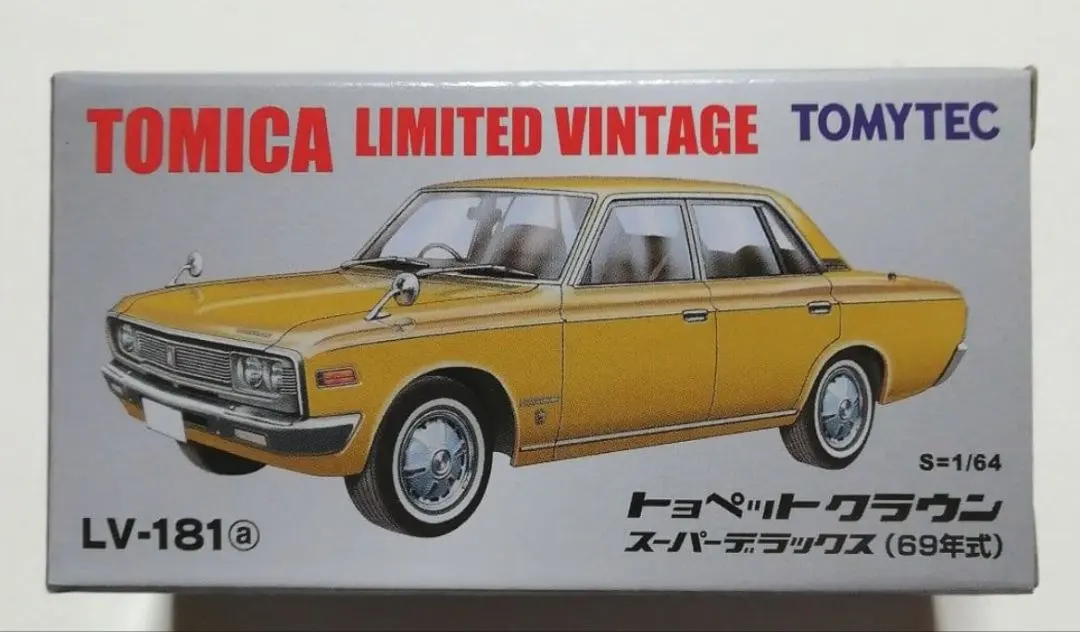 TOMICA LIMITED VINTAGE TOMYTEC
S=1/64
トヨペットクラウン
スーパーデラックス(69年式)
LV-181ⓐ